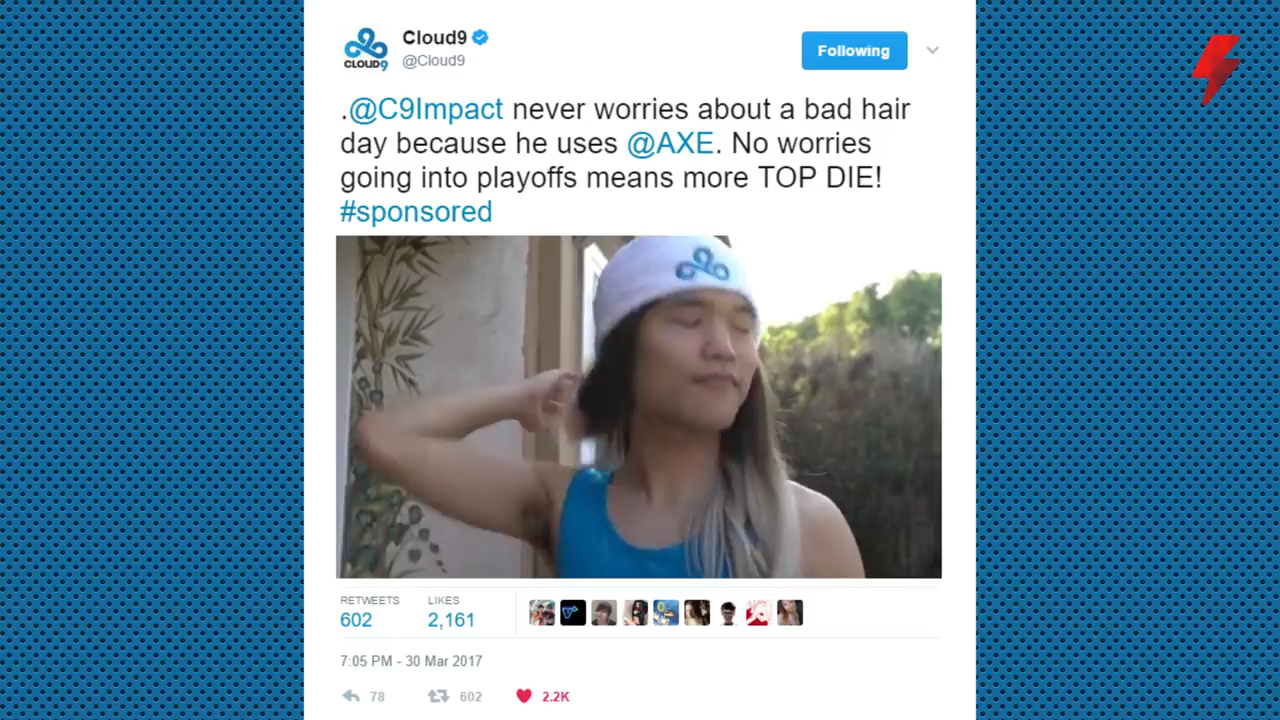 Cloud9
@Cloud9
CLOUD9
Following
.@C9Impact never worries about a bad hair
day because he uses @AXE. No worries
going into playoffs means more TOP DIE!
#sponsored
RETWEETS
LIKES
602
2,161
7:05 PM - 30 Mar 2017
78
602
2.2K